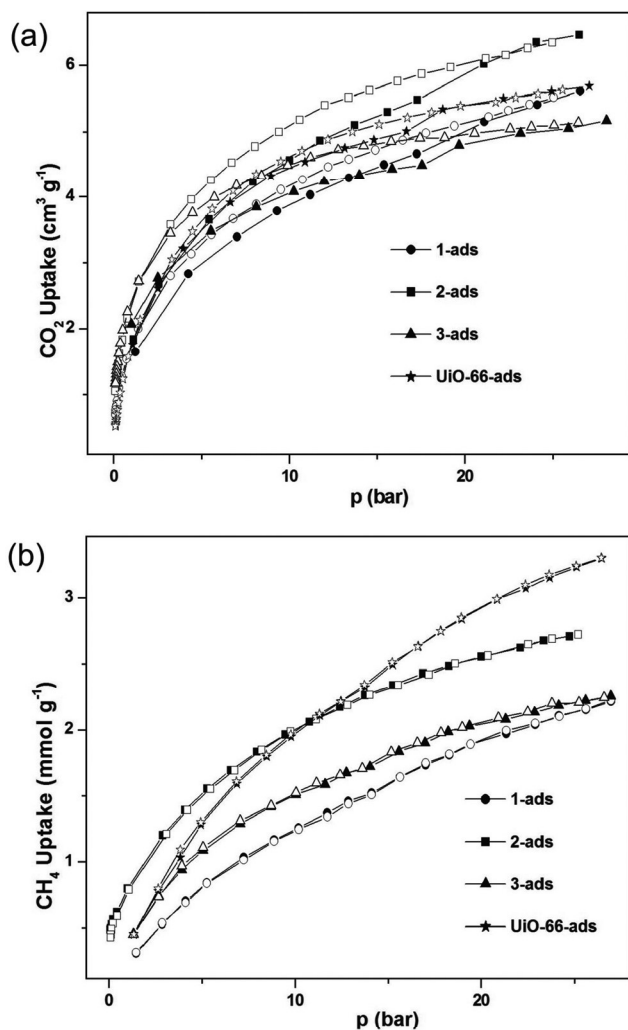 (a)
6
4
2
CO2 Uptake (cm3 g-1)
1-ads
2-ads
3-ads
UiO-66-ads
0
10
20
p (bar)
(b)
3
2
1
CH4 Uptake (mmol g-1)
1-ads
2-ads
3-ads
UiO-66-ads
0
10
20
p (bar)